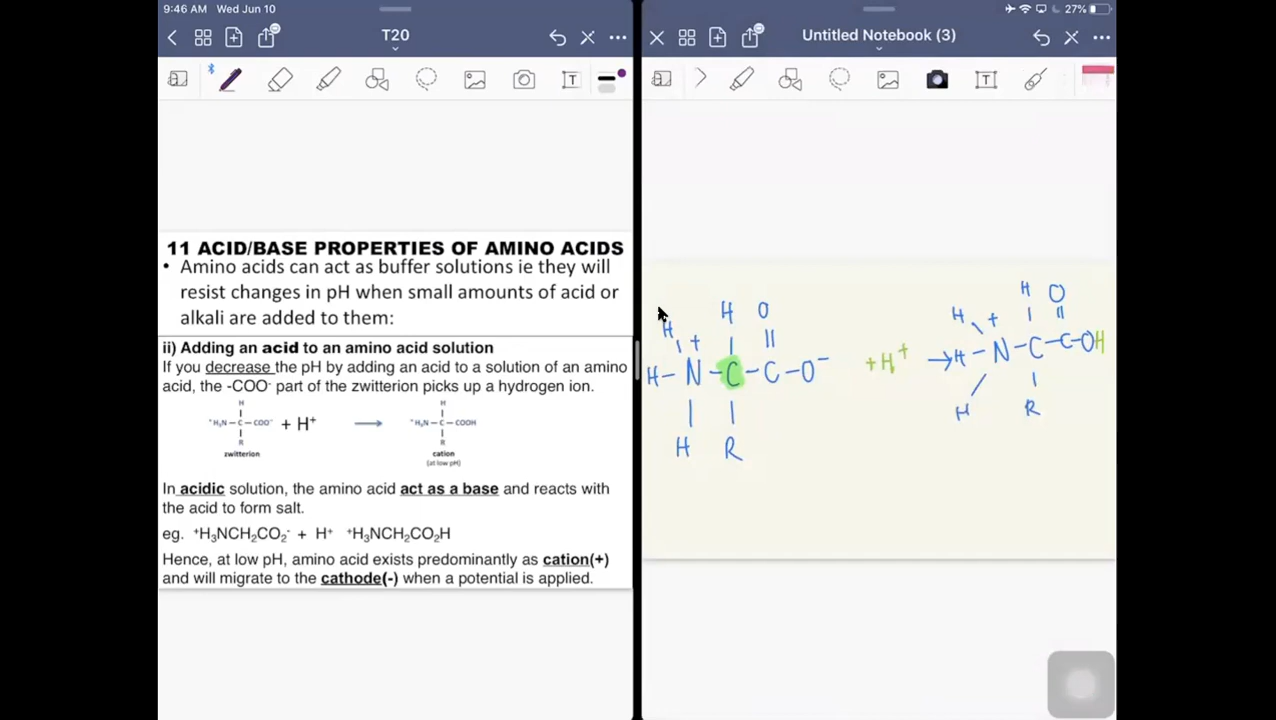 9:46 AM Wed Jun 10
27%
T20
Untitled Notebook (3)
11 ACID/BASE PROPERTIES OF AMINO ACIDS
• Amino acids can act as buffer solutions ie they will
resist changes in pH when small amounts of acid or
alkali are added to them:
ii) Adding an acid to an amino acid solution
If you decrease the pH by adding an acid to a solution of an amino
acid, the -COO⁻ part of the zwitterion picks up a hydrogen ion.
H H
⁺H₃N – C – COO⁻ + H⁺ → ⁺H₃N – C – COOH
R R
zwitterion cation
(at low pH)
In acidic solution, the amino acid act as a base and reacts with
the acid to form salt.
eg. ⁺H₃NCH₂CO₂⁻ + H⁺ ⁺H₃NCH₂CO₂H
Hence, at low pH, amino acid exists predominantly as cation(+)
and will migrate to the cathode(-) when a potential is applied.
H H O H H O
H – N⁺ – C – C – O⁻ + H⁺ → H – N⁺ – C – C – OH
H R H R